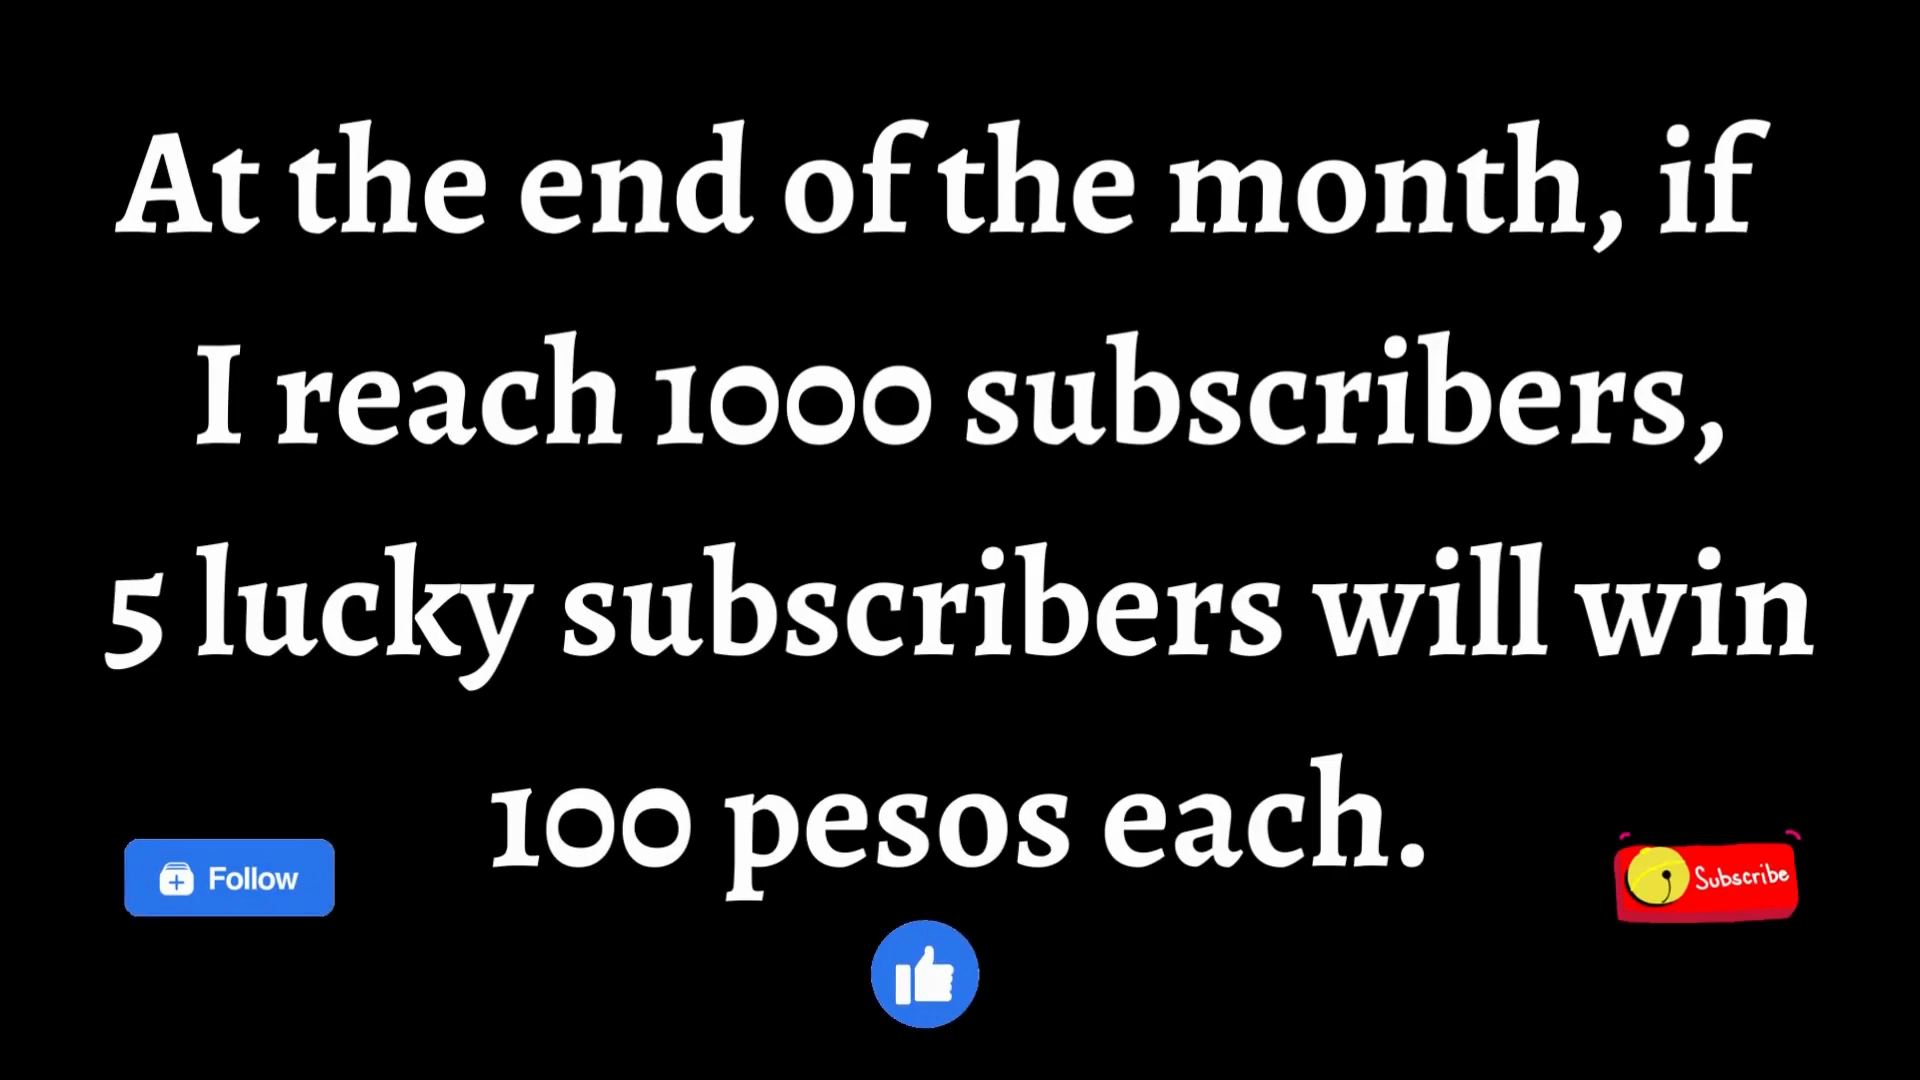 At the end of the month, if
I reach 1000 subscribers,
5 lucky subscribers will win
100 pesos each.
Follow
Subscribe